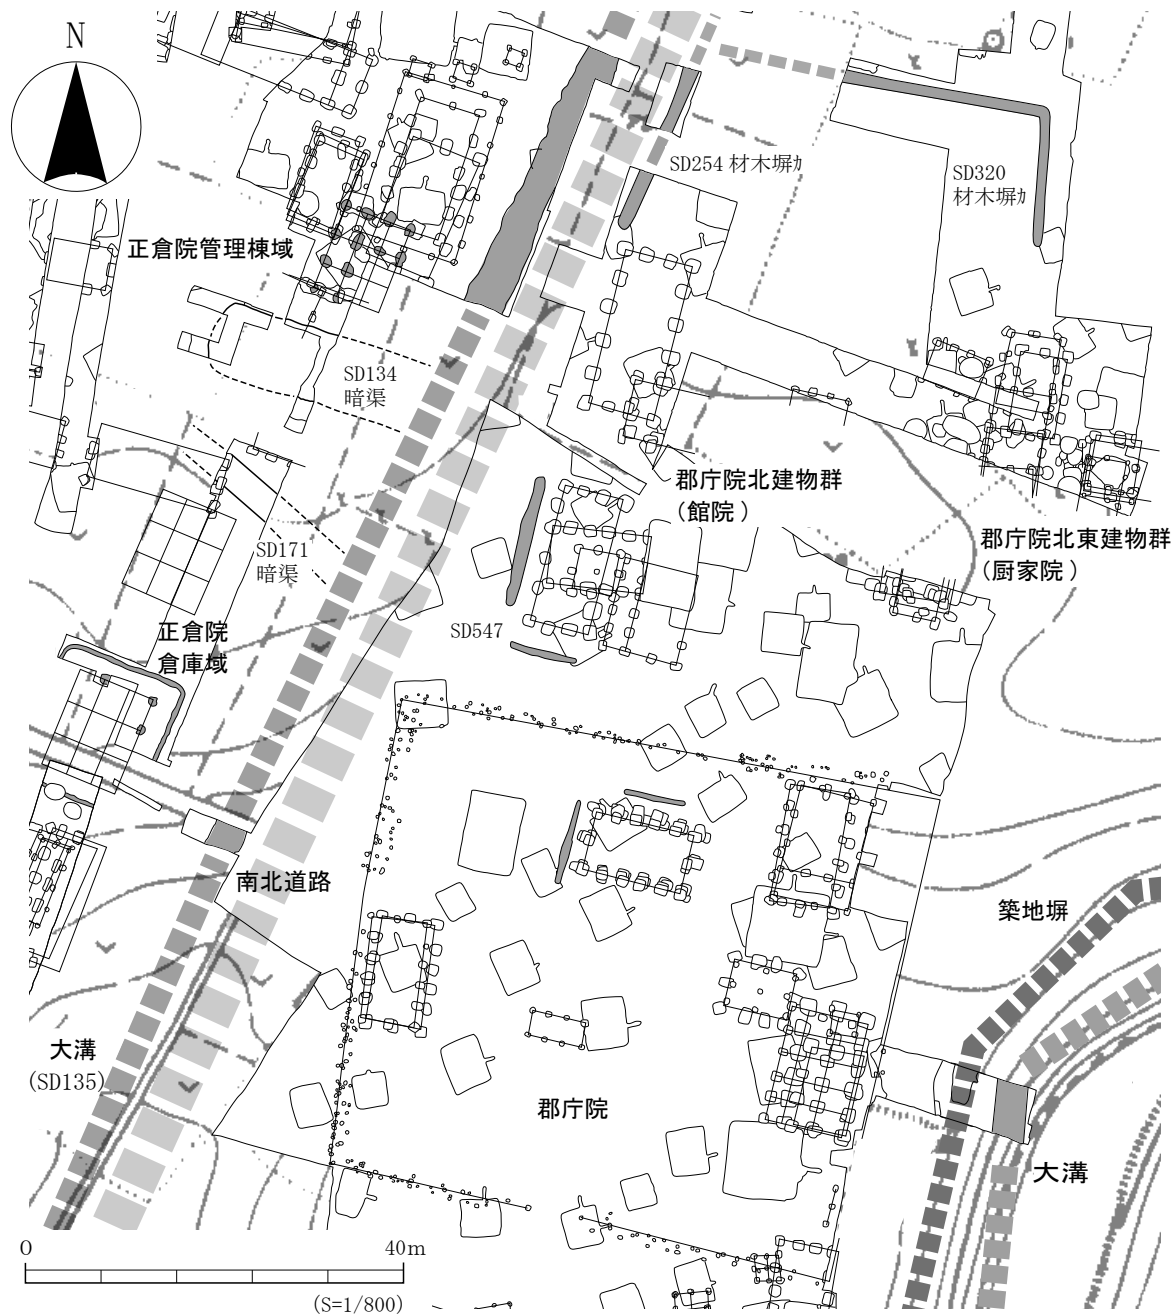 N
SD254 材木塀ｶ
SD320
材木塀ｶ
正倉院管理棟域
SD134
暗渠
郡庁院北建物群
(館院)
郡庁院北東建物群
(厨家院)
SD171
暗渠
正倉院
倉庫域
SD547
南北道路
築地塀
大溝
(SD135)
郡庁院
大溝
0
40m
(S=1/800)